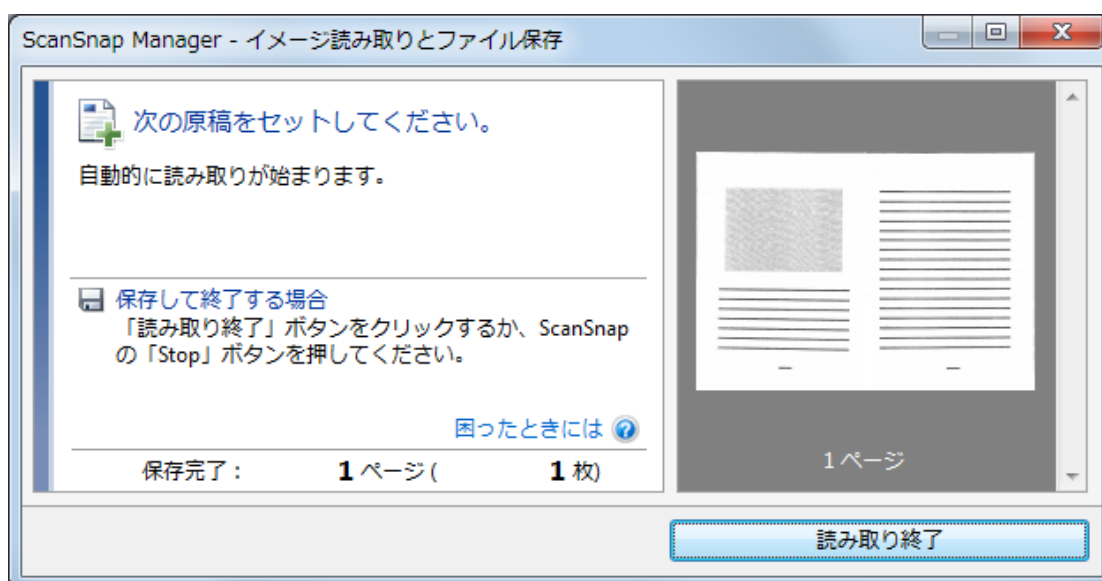 ScanSnap Manager - イメージ読み取りとファイル保存
次の原稿をセットしてください。
自動的に読み取りが始まります。
保存して終了する場合
「読み取り終了」ボタンをクリックするか、ScanSnap
の「Stop」ボタンを押してください。
困ったときには
保存完了： 1 ページ ( 1 枚)
1 ページ
読み取り終了